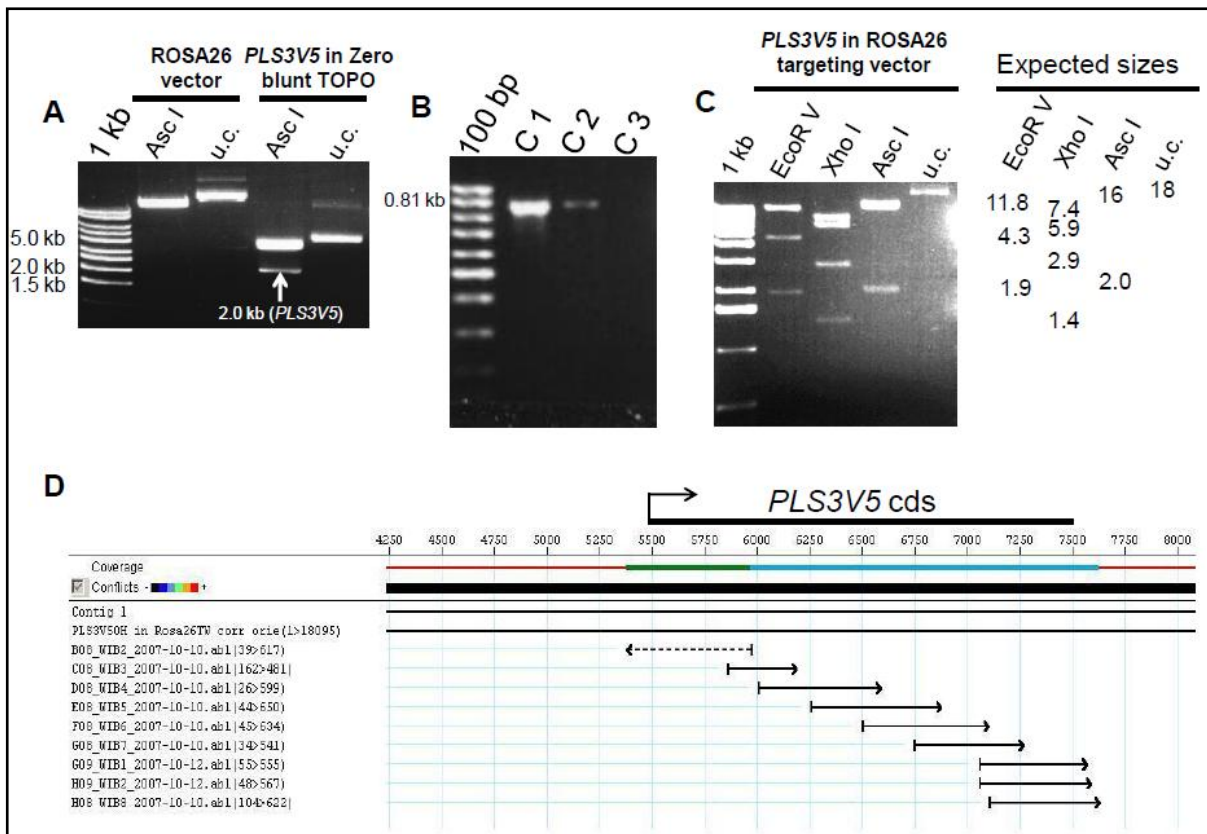 ROSA26 vector
PLS3V5 in Zero blunt TOPO
A
1 kb
Asc I
u.c.
Asc I
u.c.
5.0 kb
2.0 kb
1.5 kb
2.0 kb (PLS3V5)
B
100 bp
C 1
C 2
C 3
0.81 kb
PLS3V5 in ROSA26 targeting vector
C
1 kb
EcoR V
Xho I
Asc I
u.c.
Expected sizes
EcoR V
Xho I
Asc I
u.c.
11.8 7.4 16 18
4.3 5.9
1.9 2.9 2.0
1.4
D
PLS3V5 cds
4250 4500 4750 5000 5250 5500 5750 6000 6250 6500 6750 7000 7250 7500 7750 8000
Coverage
Conflicts - +
Contig 1
PLS3V5OH in Rosa26TW corr orie(1>18095)
B08_WIB2_2007-10-10.ab1(39>617)
C08_WIB3_2007-10-10.ab1(162>481)
D08_WIB4_2007-10-10.ab1(26>599)
E08_WIB5_2007-10-10.ab1(44>650)
F08_WIB6_2007-10-10.ab1(45>634)
G08_WIB7_2007-10-10.ab1(34>541)
G09_WIB1_2007-10-12.ab1(55>555)
H09_WIB2_2007-10-12.ab1(48>567)
H08_WIB8_2007-10-10.ab1(104>622)